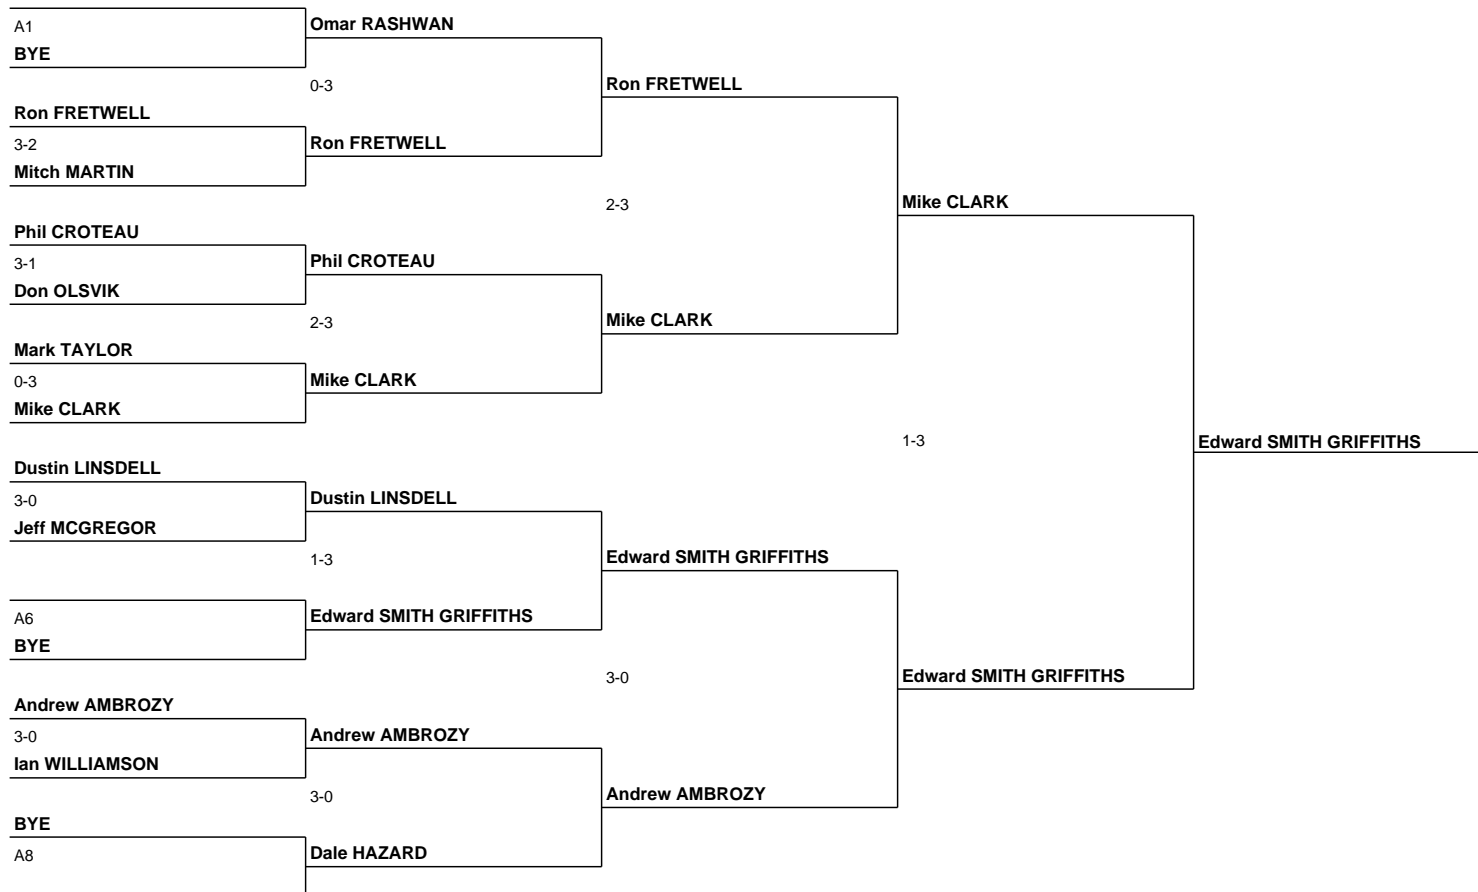 A1
BYE
Ron FRETWELL
3-2
Mitch MARTIN
Phil CROTEAU
3-1
Don OLSVIK
Mark TAYLOR
0-3
Mike CLARK
Dustin LINSDELL
3-0
Jeff MCGREGOR
A6
BYE
Andrew AMBROZY
3-0
Ian WILLIAMSON
BYE
A8
Omar RASHWAN
0-3
Ron FRETWELL
Phil CROTEAU
2-3
Mike CLARK
Dustin LINSDELL
1-3
Edward SMITH GRIFFITHS
Andrew AMBROZY
3-0
Dale HAZARD
Ron FRETWELL
2-3
Mike CLARK
Edward SMITH GRIFFITHS
3-0
Andrew AMBROZY
Mike CLARK
1-3
Edward SMITH GRIFFITHS
Edward SMITH GRIFFITHS